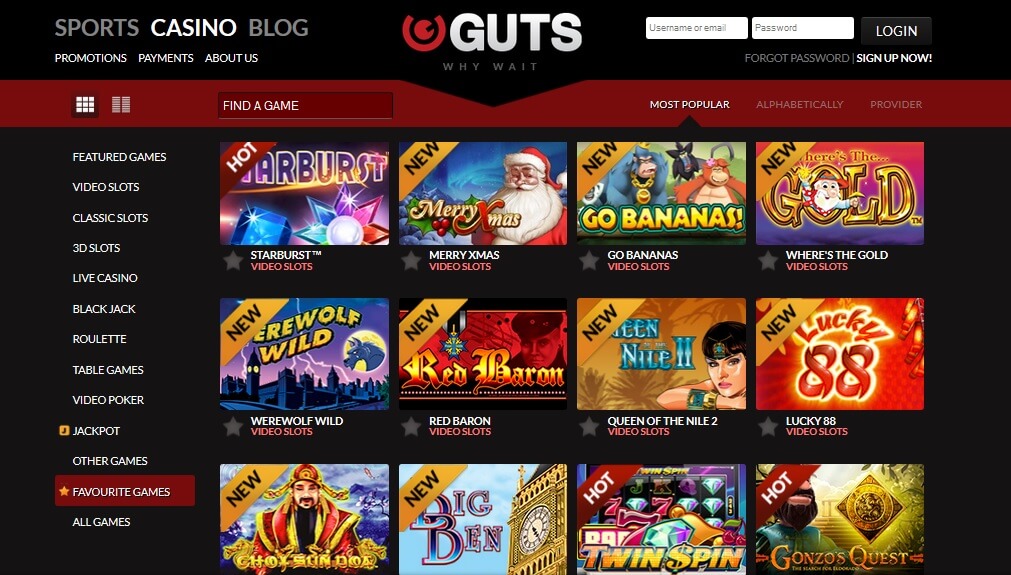 SPORTS CASINO BLOG
GUTS
WHY WAIT
Username or email
Password
LOGIN
PROMOTIONS PAYMENTS ABOUT US
FORGOT PASSWORD | SIGN UP NOW!
FIND A GAME
MOST POPULAR
ALPHABETICALLY
PROVIDER
FEATURED GAMES
VIDEO SLOTS
CLASSIC SLOTS
3D SLOTS
LIVE CASINO
BLACK JACK
ROULETTE
TABLE GAMES
VIDEO POKER
J JACKPOT
OTHER GAMES
FAVOURITE GAMES
ALL GAMES
HOT
STARBURST
STARBURST™
VIDEO SLOTS
NEW
Merry Xmas
MERRY XMAS
VIDEO SLOTS
NEW
GO BANANAS!
GO BANANAS
VIDEO SLOTS
NEW
Where's The...
GOLD™
WHERE'S THE GOLD
VIDEO SLOTS
NEW
WEREWOLF
WILD
WEREWOLF WILD
VIDEO SLOTS
NEW
Red Baron
RED BARON
VIDEO SLOTS
NEW
QUEEN
OF THE
NILE II
QUEEN OF THE NILE 2
VIDEO SLOTS
NEW
Lucky
88
LUCKY 88
VIDEO SLOTS
NEW
CHOY SUN DOA
NEW
BIG
BEN
HOT
TWIN SPIN
BAR
TWIN SPIN
HOT
GONZO'S QUEST
THE SEARCH FOR ELDORADO